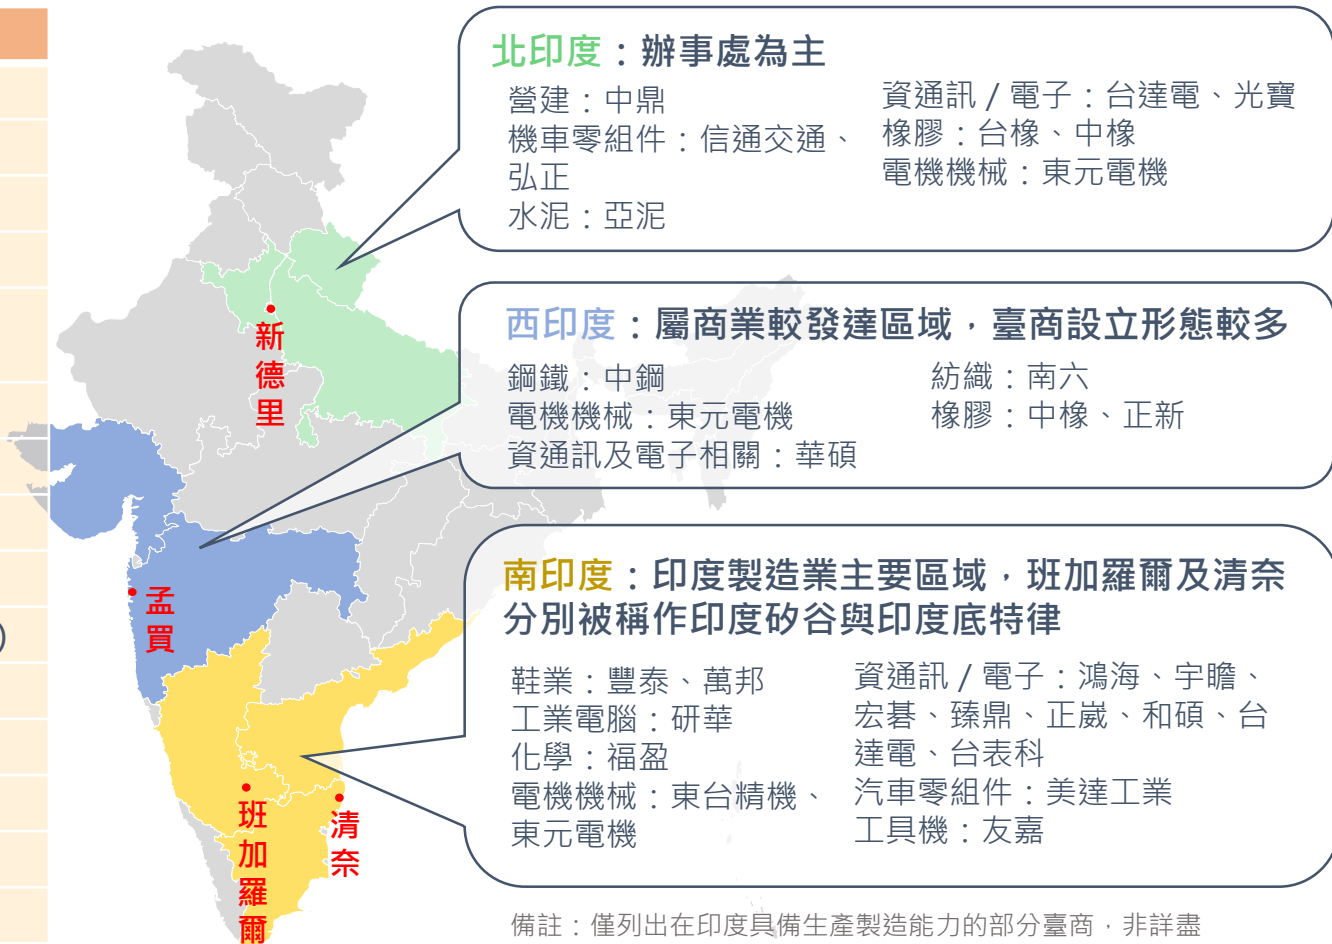 北印度：辦事處為主
營建：中鼎
機車零組件：信通交通、
弘正
水泥：亞泥
資通訊 / 電子：台達電、光寶
橡膠：台橡、中橡
電機機械：東元電機
西印度：屬商業較發達區域，臺商設立形態較多
鋼鐵：中鋼
電機機械：東元電機
資通訊及電子相關：華碩
紡織：南六
橡膠：中橡、正新
南印度：印度製造業主要區域，班加羅爾及清奈
分別被稱作印度矽谷與印度底特律
鞋業：豐泰、萬邦
工業電腦：研華
化學：福盈
電機機械：東台精機、
東元電機
資通訊 / 電子：鴻海、宇瞻、
宏碁、臻鼎、正崴、和碩、台
達電、台表科
汽車零組件：美達工業
工具機：友嘉
新德里
孟買
班加羅爾
清奈
)
備註：僅列出在印度具備生產製造能力的部分臺商，非詳盡